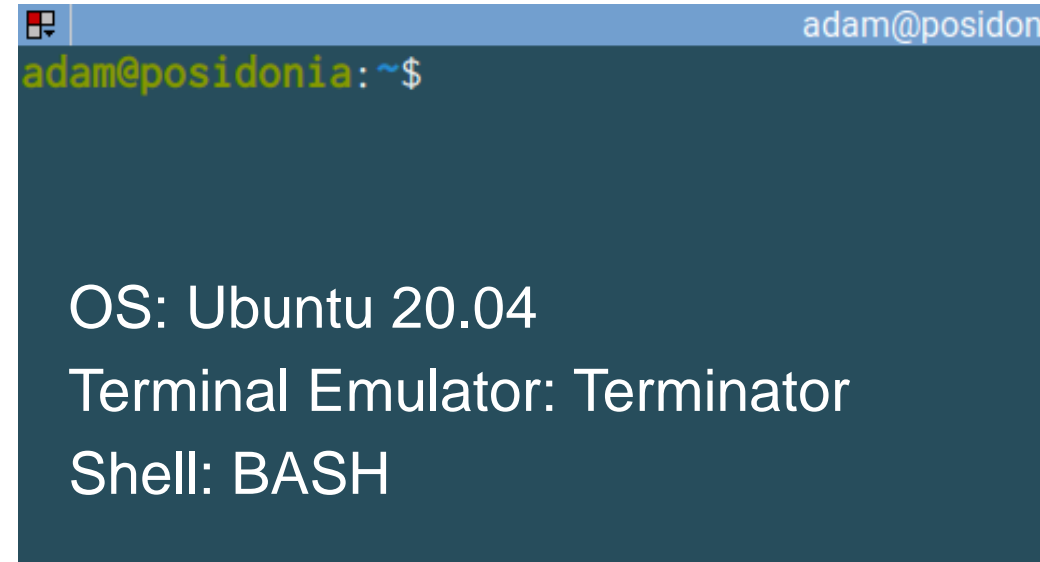 adam@posidon
adam@posidonia:~$
OS: Ubuntu 20.04
Terminal Emulator: Terminator
Shell: BASH